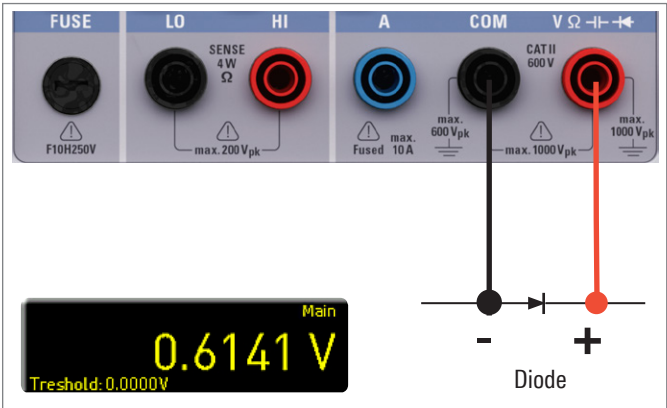 FUSE LO HI A COM V Ω
SENSE
4 W
Ω
CAT II
600 V
max.
600 Vpk
max.
1000 Vpk
F10H250V
max. 200 Vpk
Fused
max.
10 A
max. 1000 Vpk
Main
0.6141 V
Treshold: 0.0000V
- +
Diode